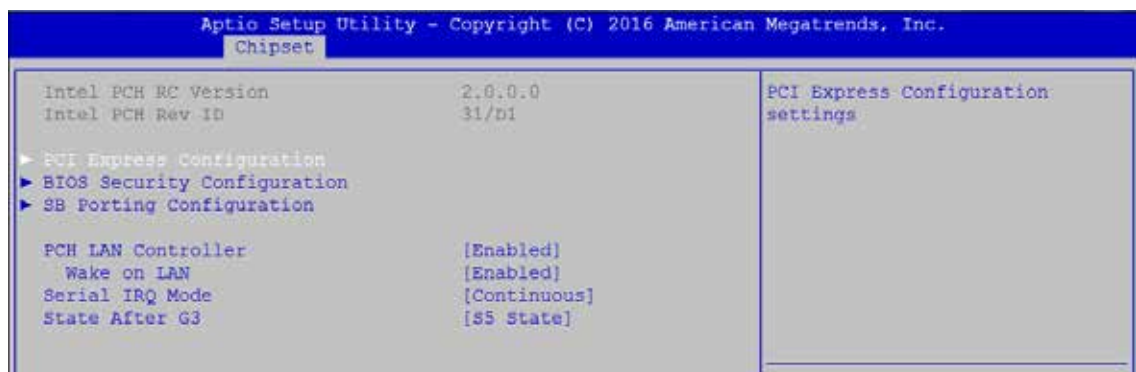 Aptio Setup Utility - Copyright (C) 2016 American Megatrends, Inc.
Chipset
Intel PCH RC Version 2.0.0.0
Intel PCH Rev ID 31/D1
PCI Express Configuration
BIOS Security Configuration
SB Porting Configuration
PCH LAN Controller [Enabled]
Wake on LAN [Enabled]
Serial IRQ Mode [Continuous]
State After G3 [S5 State]
PCI Express Configuration
settings